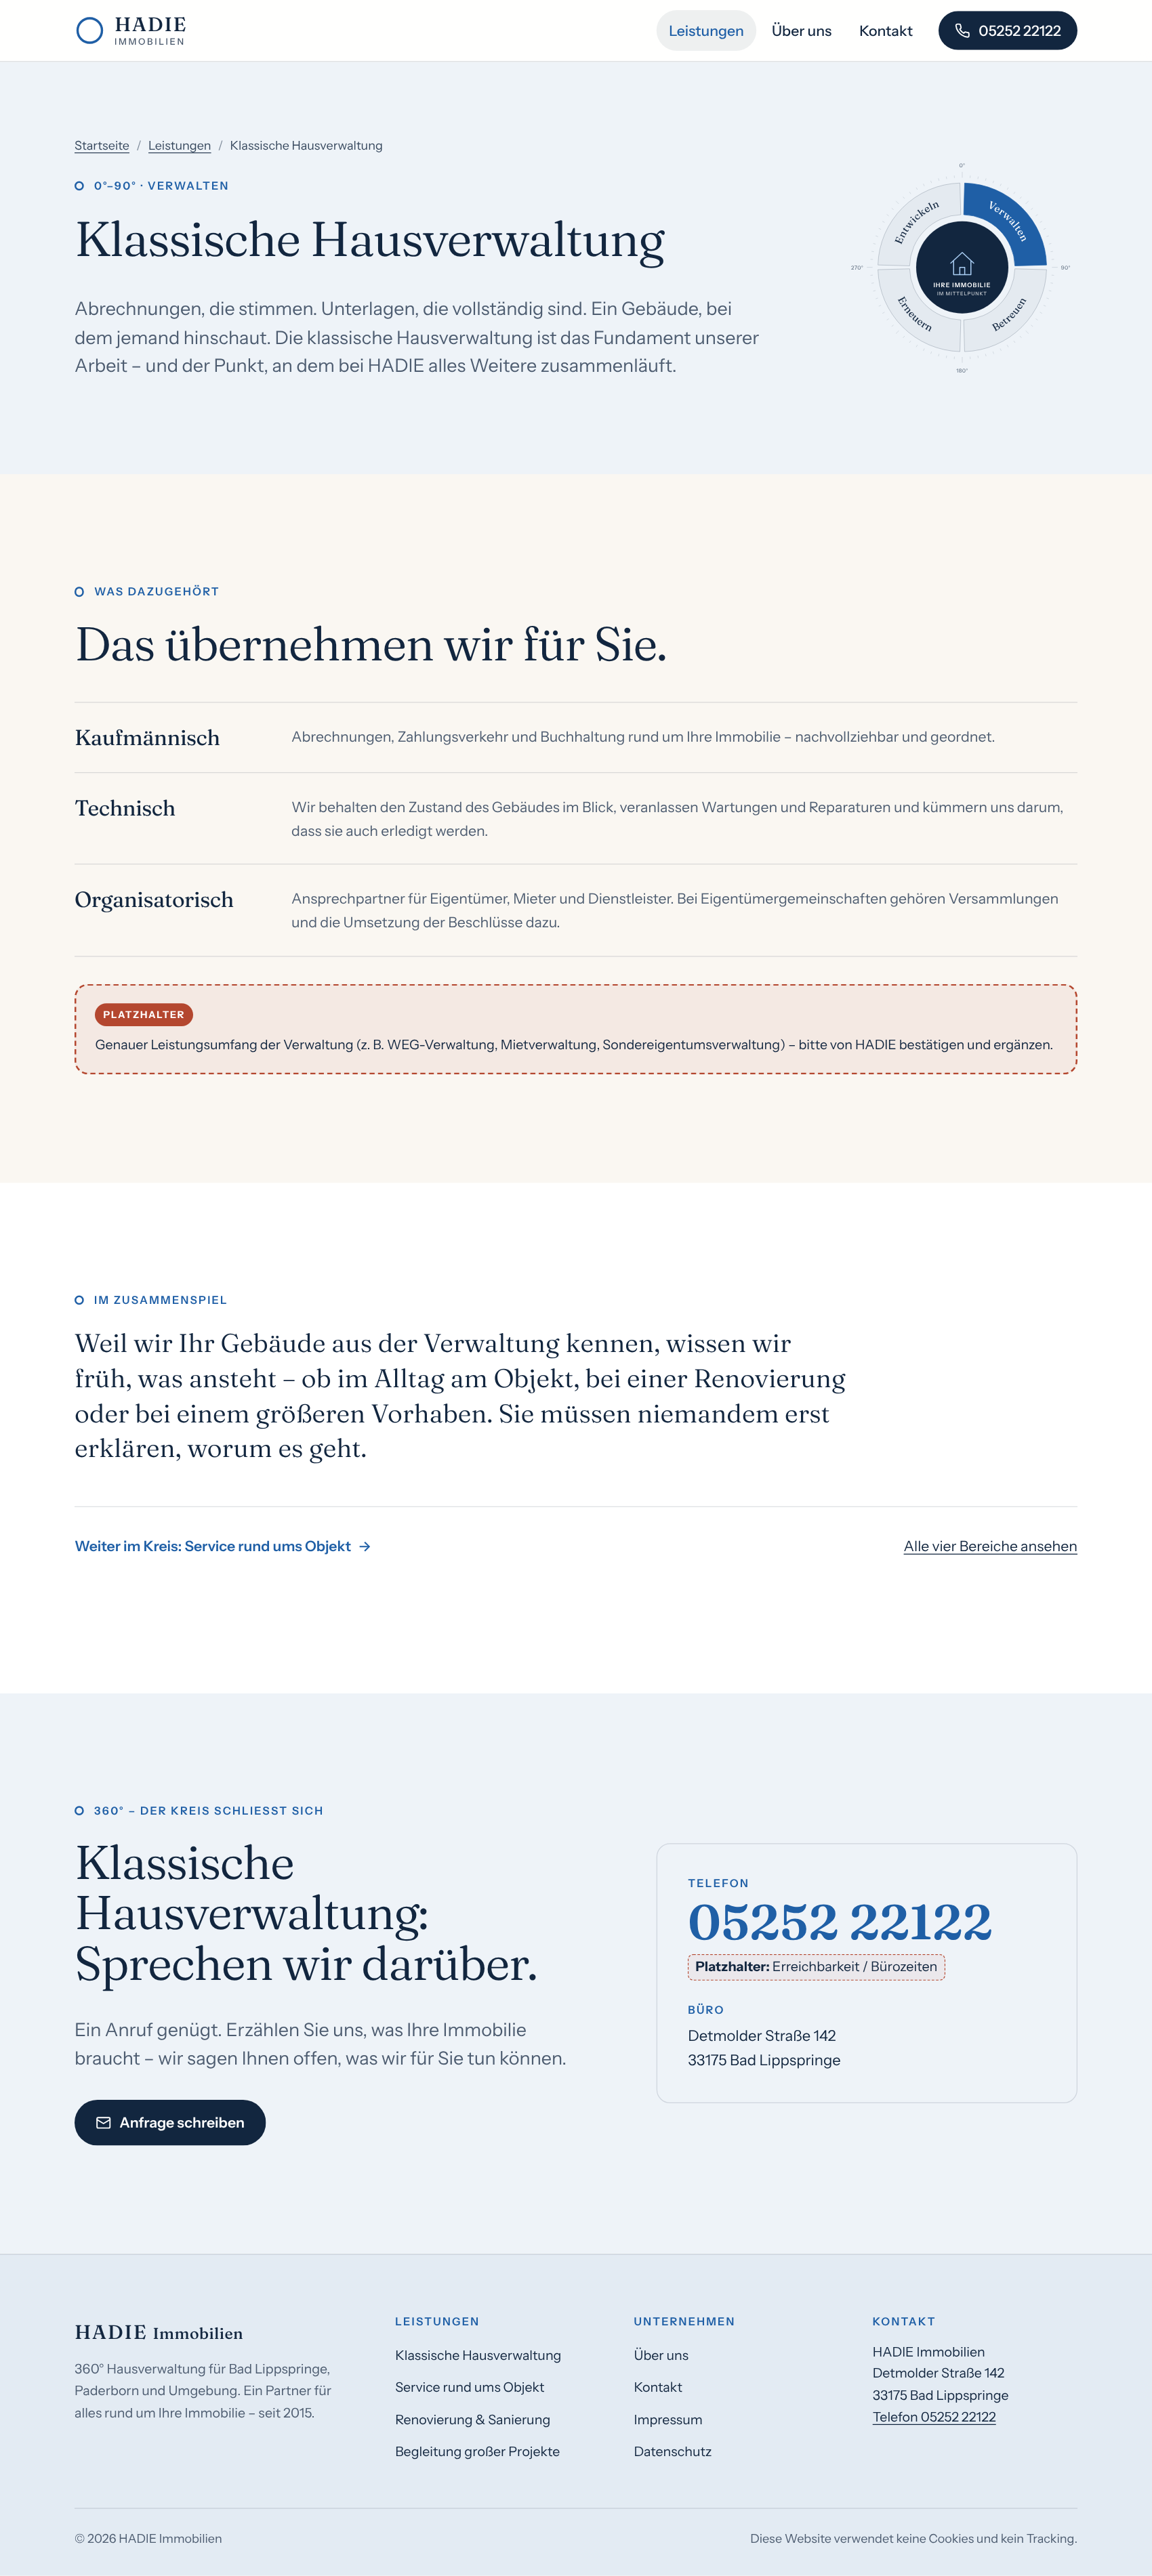 HADIE
IMMOBILIEN
Leistungen
Über uns
Kontakt
05252 22122
Startseite / Leistungen / Klassische Hausverwaltung
0°–90° · VERWALTEN
Klassische Hausverwaltung
Abrechnungen, die stimmen. Unterlagen, die vollständig sind. Ein Gebäude, bei
dem jemand hinschaut. Die klassische Hausverwaltung ist das Fundament unserer
Arbeit – und der Punkt, an dem bei HADIE alles Weitere zusammenläuft.
0°
Entwickeln
Verwalten
270°
90°
IHRE IMMOBILIE
IM MITTELPUNKT
Erneuern
Betreuen
180°
WAS DAZUGEHÖRT
Das übernehmen wir für Sie.
Kaufmännisch
Abrechnungen, Zahlungsverkehr und Buchhaltung rund um Ihre Immobilie – nachvollziehbar und geordnet.
Technisch
Wir behalten den Zustand des Gebäudes im Blick, veranlassen Wartungen und Reparaturen und kümmern uns darum,
dass sie auch erledigt werden.
Organisatorisch
Ansprechpartner für Eigentümer, Mieter und Dienstleister. Bei Eigentümergemeinschaften gehören Versammlungen
und die Umsetzung der Beschlüsse dazu.
PLATZHALTER
Genauer Leistungsumfang der Verwaltung (z. B. WEG-Verwaltung, Mietverwaltung, Sondereigentumsverwaltung) – bitte von HADIE bestätigen und ergänzen.
IM ZUSAMMENSPIEL
Weil wir Ihr Gebäude aus der Verwaltung kennen, wissen wir
früh, was ansteht – ob im Alltag am Objekt, bei einer Renovierung
oder bei einem größeren Vorhaben. Sie müssen niemandem erst
erklären, worum es geht.
Weiter im Kreis: Service rund ums Objekt →
Alle vier Bereiche ansehen
360° – DER KREIS SCHLIESST SICH
Klassische
Hausverwaltung:
Sprechen wir darüber.
Ein Anruf genügt. Erzählen Sie uns, was Ihre Immobilie
braucht – wir sagen Ihnen offen, was wir für Sie tun können.
Anfrage schreiben
TELEFON
05252 22122
Platzhalter: Erreichbarkeit / Bürozeiten
BÜRO
Detmolder Straße 142
33175 Bad Lippspringe
HADIE Immobilien
360° Hausverwaltung für Bad Lippspringe,
Paderborn und Umgebung. Ein Partner für
alles rund um Ihre Immobilie – seit 2015.
LEISTUNGEN
Klassische Hausverwaltung
Service rund ums Objekt
Renovierung & Sanierung
Begleitung großer Projekte
UNTERNEHMEN
Über uns
Kontakt
Impressum
Datenschutz
KONTAKT
HADIE Immobilien
Detmolder Straße 142
33175 Bad Lippspringe
Telefon 05252 22122
© 2026 HADIE Immobilien
Diese Website verwendet keine Cookies und kein Tracking.